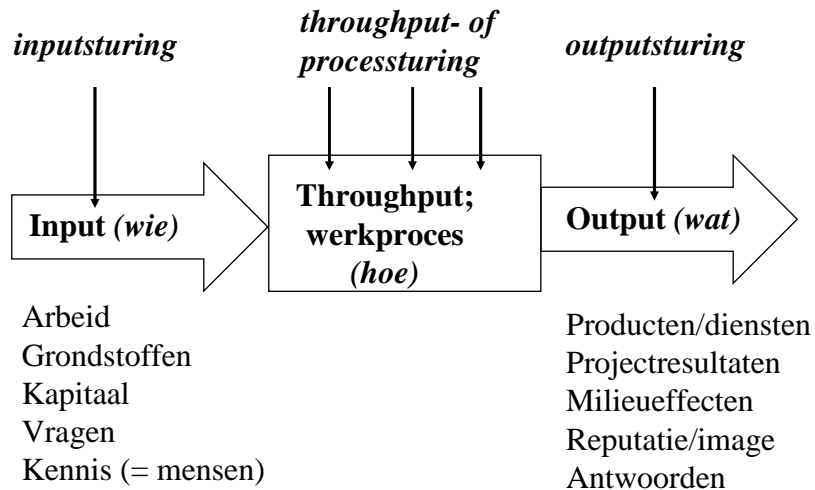 inputsturing
throughput- of
processturing
outputsturing
Input (wie)
Throughput;
werkproces
(hoe)
Output (wat)
Arbeid
Grondstoffen
Kapitaal
Vragen
Kennis (= mensen)
Producten/diensten
Projectresultaten
Milieueffecten
Reputatie/image
Antwoorden